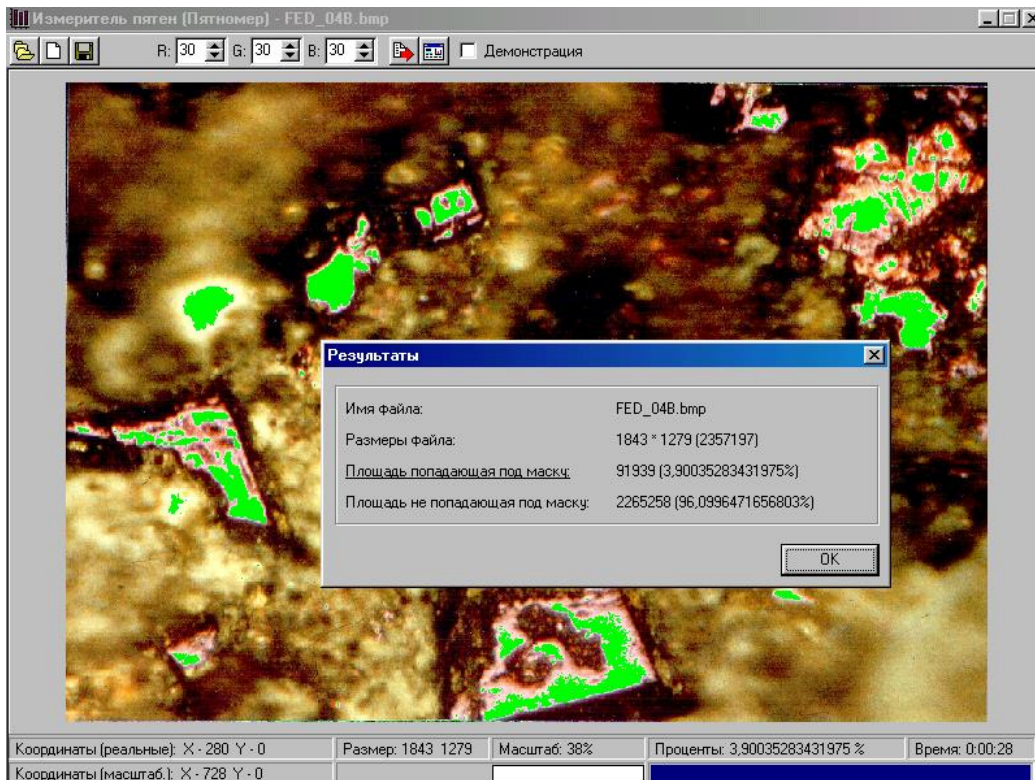 Измеритель пятен (Пятномер) - FED_04B.bmp
R: 30 G: 30 B: 30 Демонстрация
Результаты
Имя файла: FED_04B.bmp
Размеры файла: 1843 * 1279 (2357197)
Площадь попадающая под маску: 91939 (3,90035283431975%)
Площадь не попадающая под маску: 2265258 (96,0996471656803%)
OK
Координаты (реальные): X - 280 Y - 0 Размер: 1843 1279 Масштаб: 38% Проценты: 3,90035283431975 % Время: 0:00:28
Координаты (масштаб.): X - 728 Y - 0